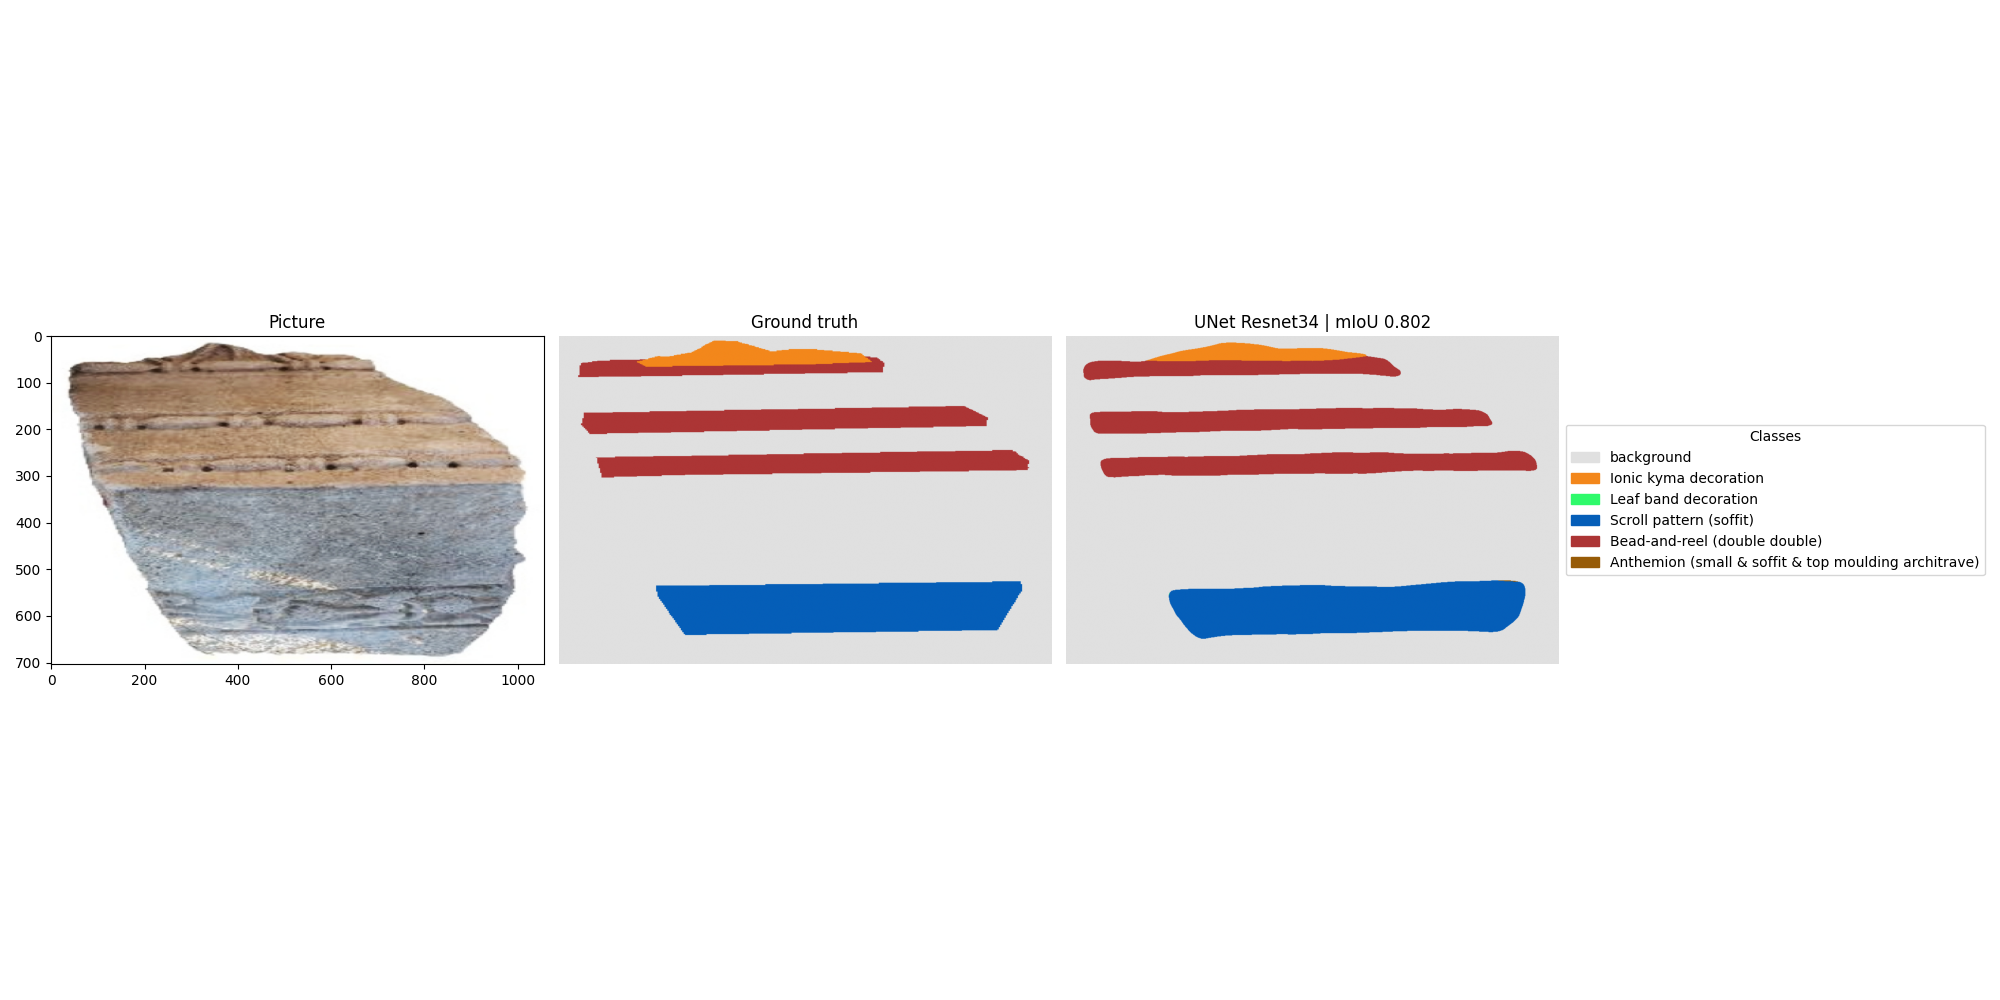 Picture
Ground truth
UNet Resnet34 | mIoU 0.802
0
100
200
300
400
500
600
700
0
200
400
600
800
1000
Classes
background
Ionic kyma decoration
Leaf band decoration
Scroll pattern (soffit)
Bead-and-reel (double double)
Anthemion (small & soffit & top moulding architrave)